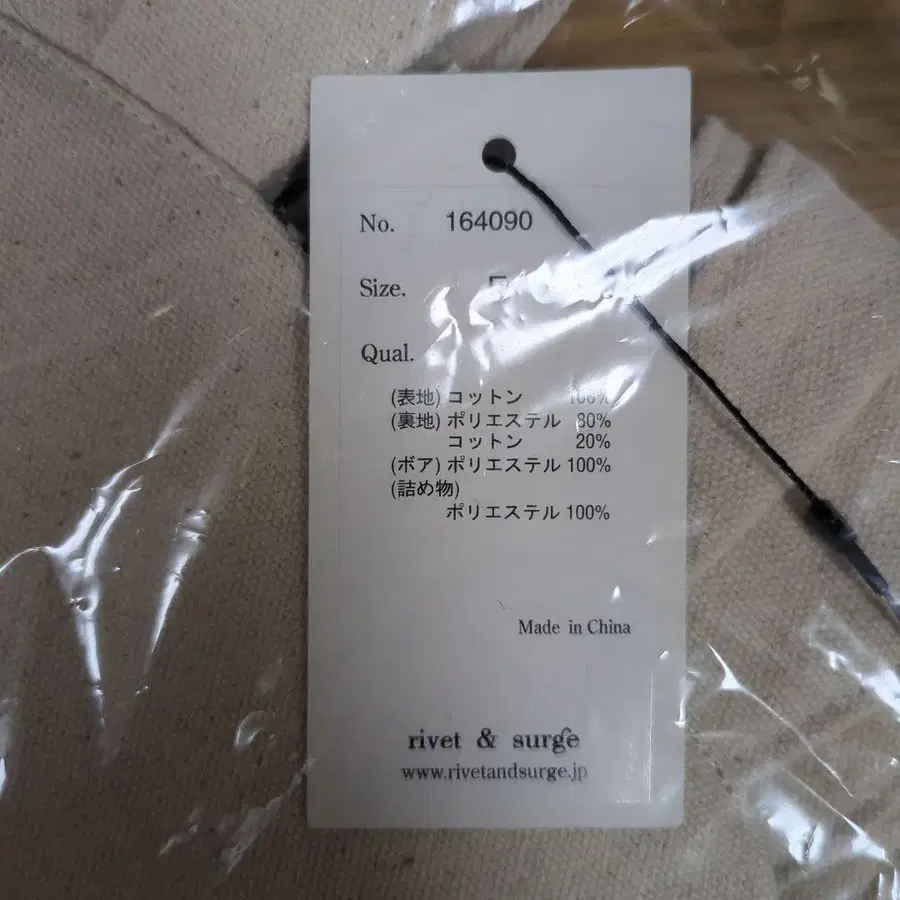 No. 164090
Size.
Qual.
(表地) コットン 100%
(裏地) ポリエステル 80%
コットン 20%
(ボア) ポリエステル 100%
(詰め物)
ポリエステル 100%
Made in China
rivet & surge
www.rivetandsurge.jp